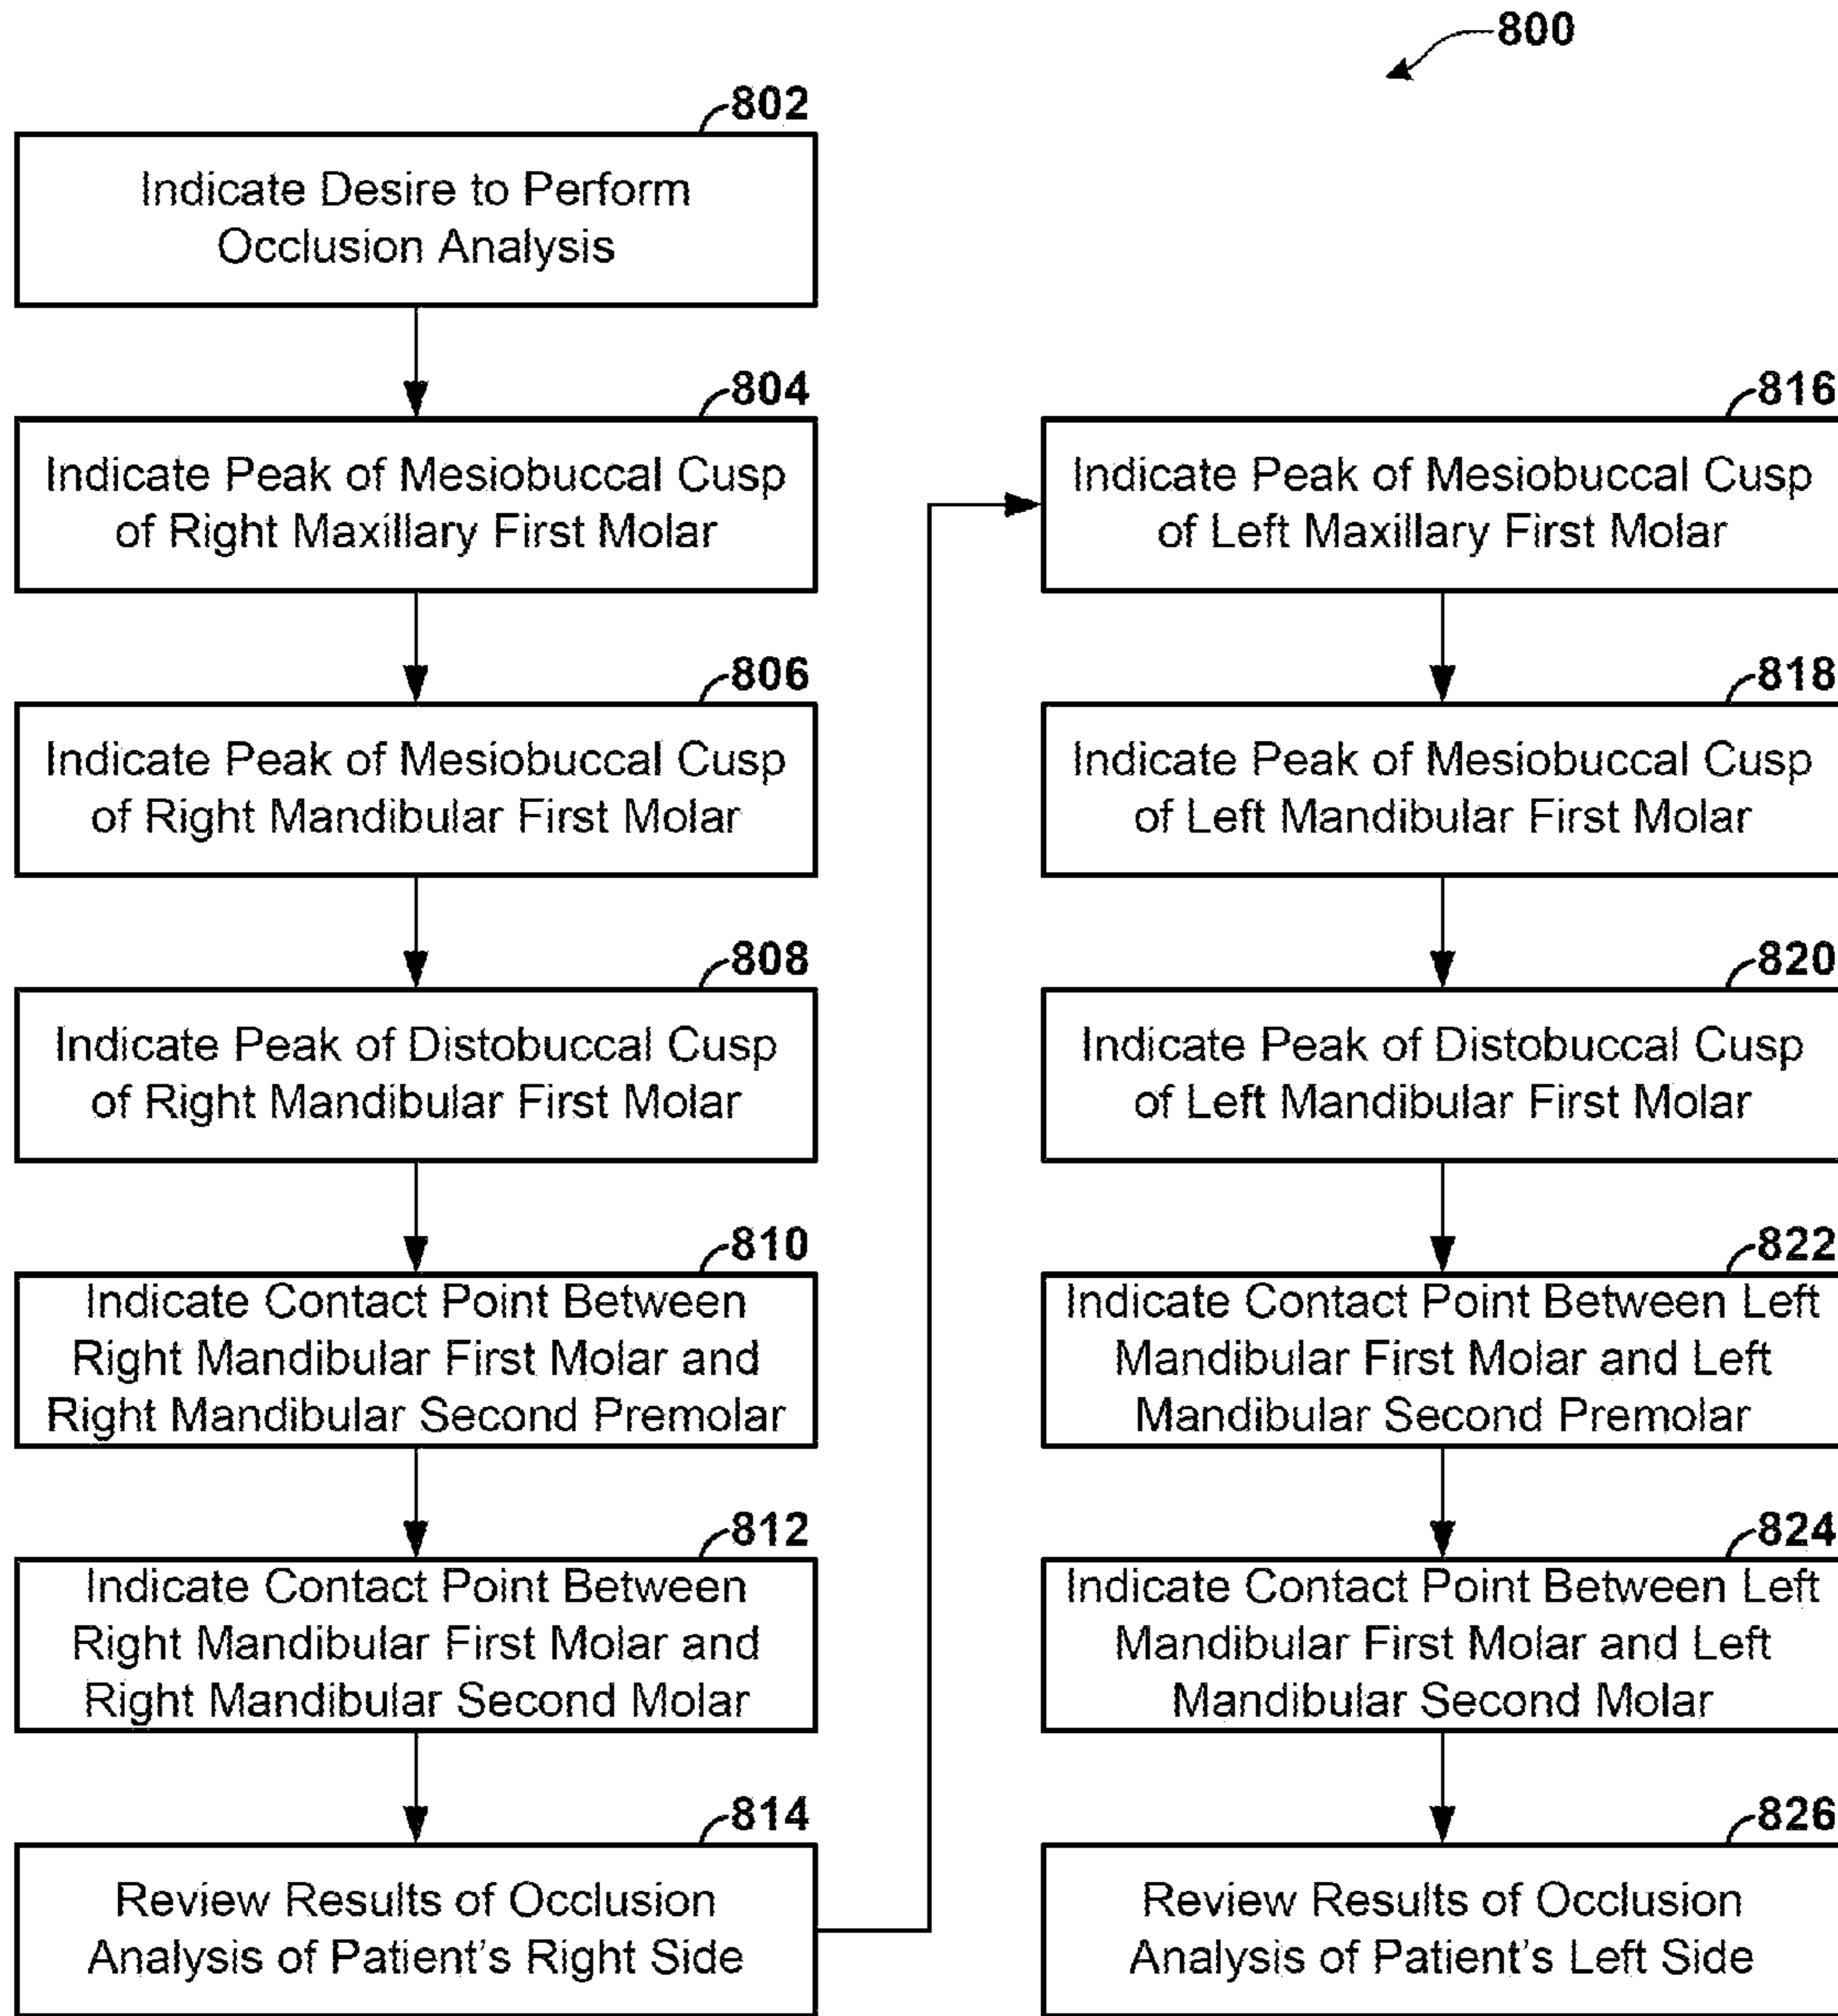 800
802
Indicate Desire to Perform
Occlusion Analysis
804
Indicate Peak of Mesiobuccal Cusp
of Right Maxillary First Molar
806
Indicate Peak of Mesiobuccal Cusp
of Right Mandibular First Molar
808
Indicate Peak of Distobuccal Cusp
of Right Mandibular First Molar
810
Indicate Contact Point Between
Right Mandibular First Molar and
Right Mandibular Second Premolar
812
Indicate Contact Point Between
Right Mandibular First Molar and
Right Mandibular Second Molar
814
Review Results of Occlusion
Analysis of Patient's Right Side
816
Indicate Peak of Mesiobuccal Cusp
of Left Maxillary First Molar
818
Indicate Peak of Mesiobuccal Cusp
of Left Mandibular First Molar
820
Indicate Peak of Distobuccal Cusp
of Left Mandibular First Molar
822
Indicate Contact Point Between Left
Mandibular First Molar and Left
Mandibular Second Premolar
824
Indicate Contact Point Between Left
Mandibular First Molar and Left
Mandibular Second Molar
826
Review Results of Occlusion
Analysis of Patient's Left Side